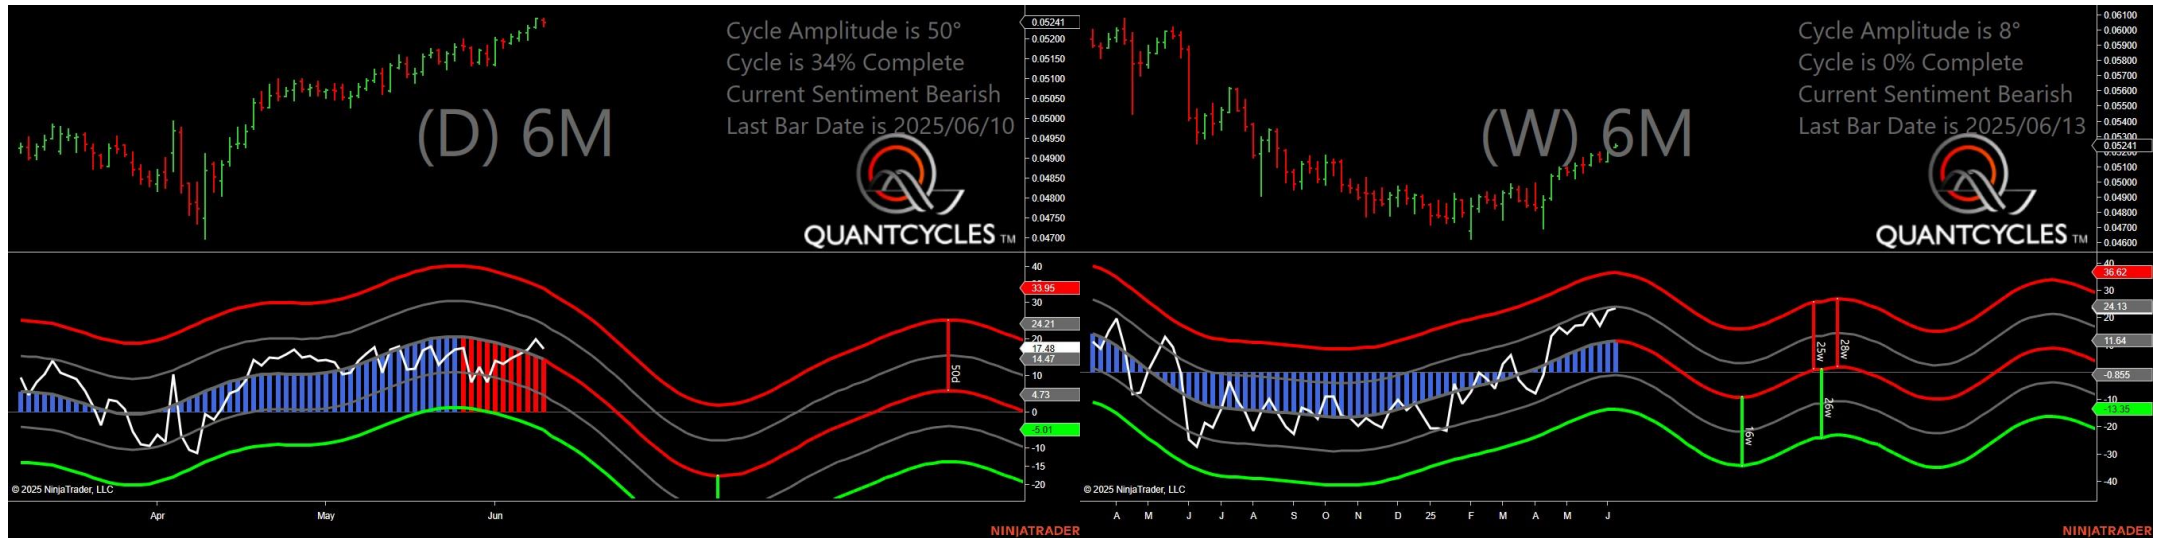 Cycle Amplitude is 50°
Cycle is 34% Complete
Current Sentiment Bearish
Last Bar Date is 2025/06/10
(D) 6M
QUANTCYCLES TM
0.05241
0.05200
0.05150
0.05100
0.05050
0.05000
0.04950
0.04900
0.04850
0.04800
0.04750
0.04700
40
33.95
30
24.21
20
17.48
14.47
10
4.73
0
-5.01
-10
-15
-20
50d
© 2025 NinjaTrader, LLC
Apr
May
Jun
NINJATRADER
Cycle Amplitude is 8°
Cycle is 0% Complete
Current Sentiment Bearish
Last Bar Date is 2025/06/13
(W) 6M
QUANTCYCLES TM
0.06100
0.06000
0.05900
0.05800
0.05700
0.05600
0.05500
0.05400
0.05300
0.05241
0.05100
0.05000
0.04900
0.04800
0.04700
0.04600
40
36.62
30
24.13
20
11.64
-0.855
-10
-13.35
-20
-30
-40
25w
28w
26w
16w
© 2025 NinjaTrader, LLC
A M J J A S O N D 25 F M A M J
NINJATRADER